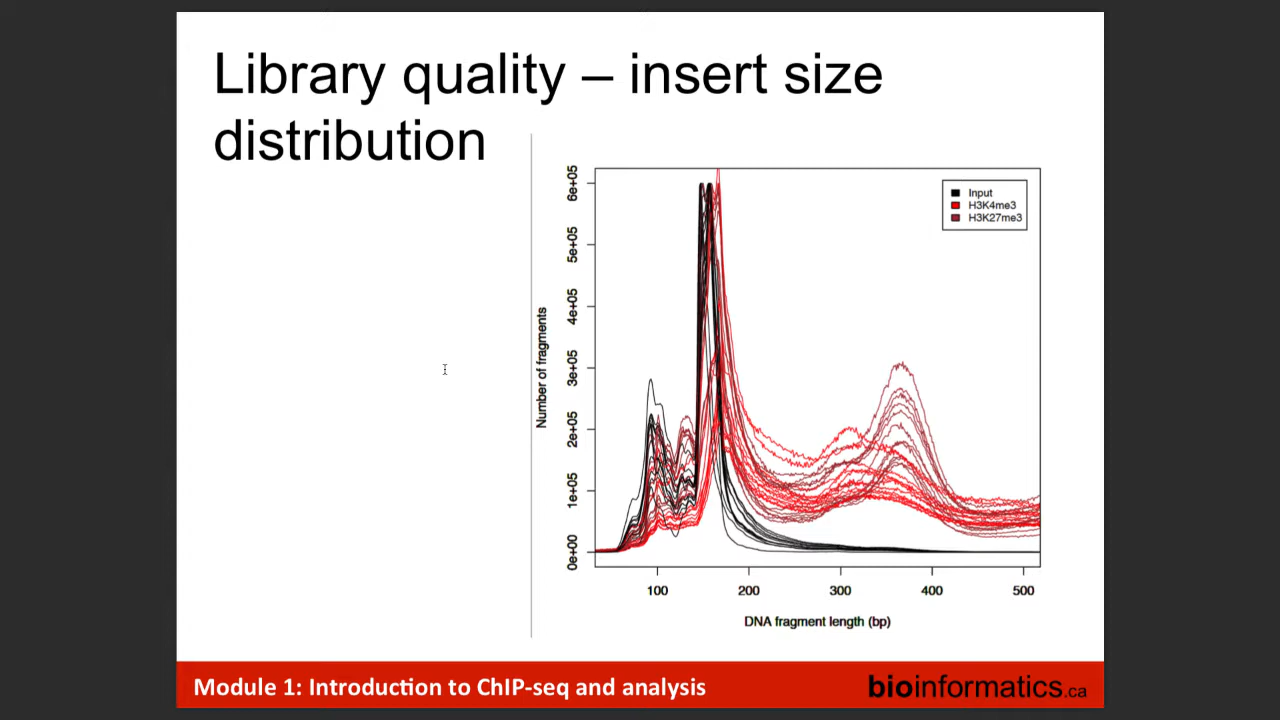 Library quality – insert size
distribution
Input
H3K4me3
H3K27me3
Number of fragments
0e+00
1e+05
2e+05
3e+05
4e+05
5e+05
6e+05
100 200 300 400 500
DNA fragment length (bp)
Module 1: Introduction to ChIP-seq and analysis
bioinformatics.ca